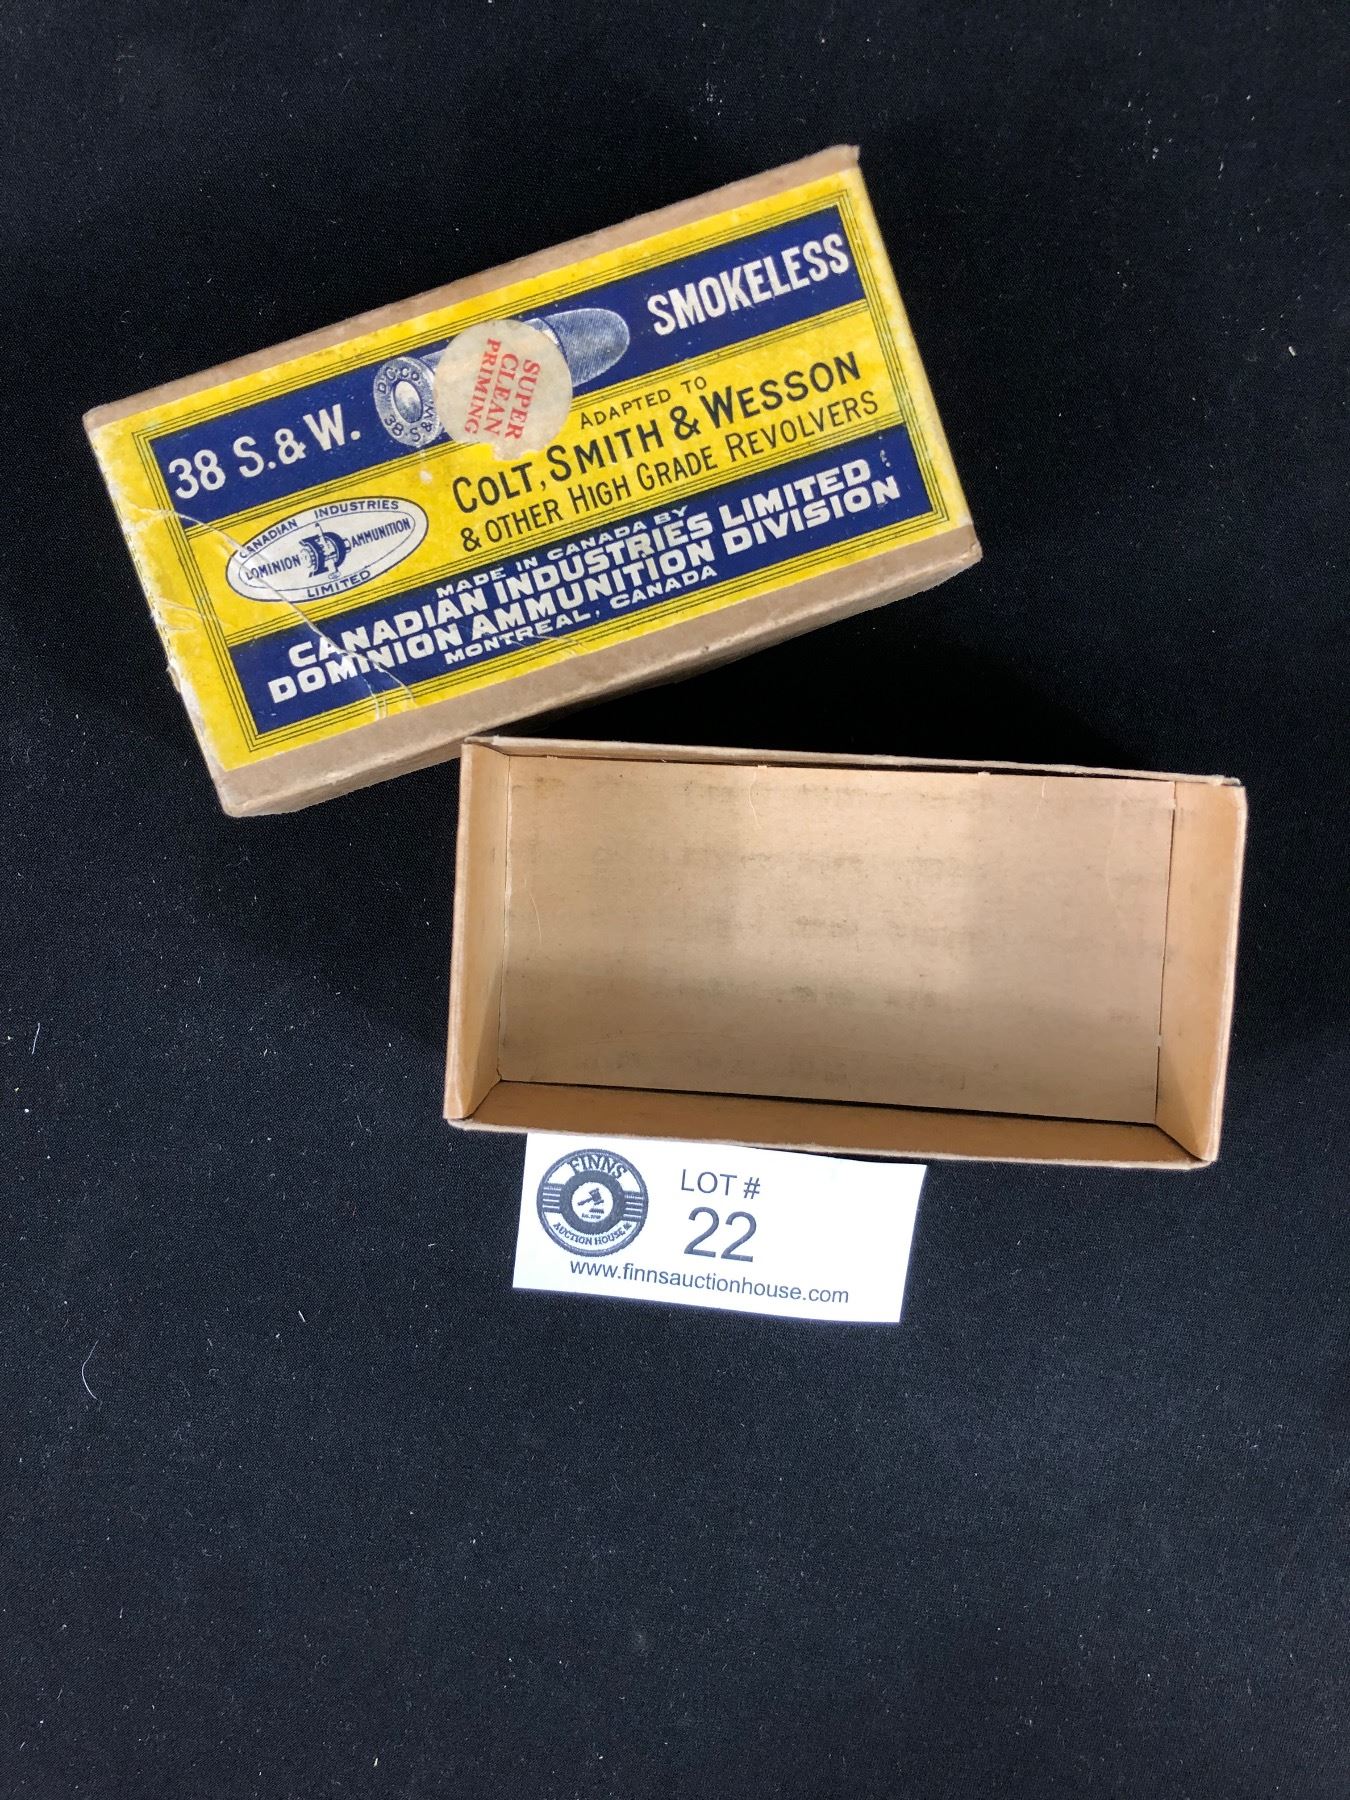 38 S. & W.
D.C.CO.
38. S&W.
SUPER
CLEAN
PRIMING
SMOKELESS
ADAPTED TO
COLT, SMITH & WESSON
& OTHER HIGH GRADE REVOLVERS
CANADIAN INDUSTRIES
DOMINION AMMUNITION
LIMITED
MADE IN CANADA BY
CANADIAN INDUSTRIES LIMITED
DOMINION AMMUNITION DIVISION
MONTREAL, CANADA
FINNS
AUCTION HOUSE
LOT #
22
www.finnsauctionhouse.com